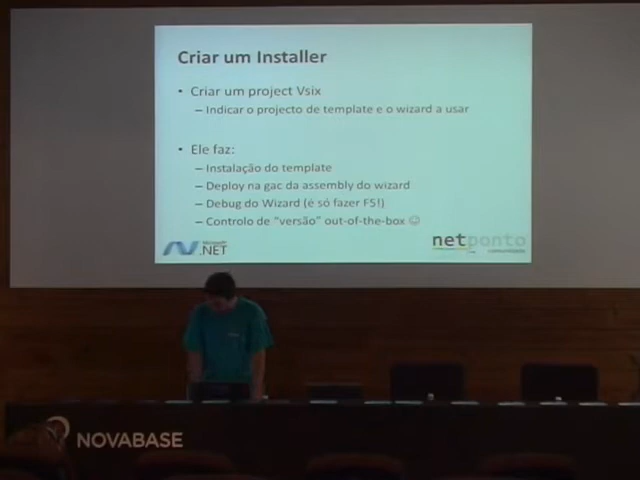 Criar um Installer
• Criar um project Vsix
– Indicar o projecto de template e o wizard a usar
• Ele faz:
– Instalação do template
– Deploy na gac da assembly do wizard
– Debug do Wizard (é só fazer F5!)
– Controlo de "versão" out-of-the-box ☺
Microsoft
.NET
netponto
NOVABASE